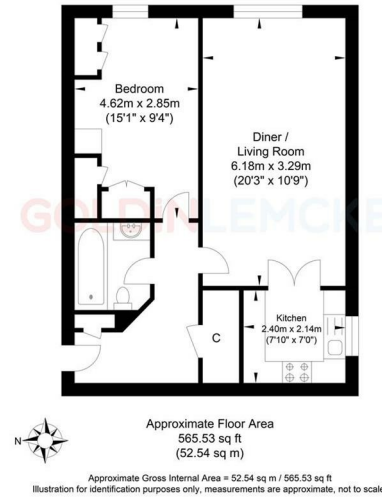 Bedroom
4.62m x 2.85m
(15'1" x 9'4")
Diner /
Living Room
6.18m x 3.29m
(20'3" x 10'9")
GOLDIN LEMCKE
Kitchen
2.40m x 2.14m
(7'10" x 7'0")
C
N
Approximate Floor Area
565.53 sq ft
(52.54 sq m)
Approximate Gross Internal Area = 52.54 sq m / 565.53 sq ft
Illustration for identification purposes only, measurements are approximate, not to scale